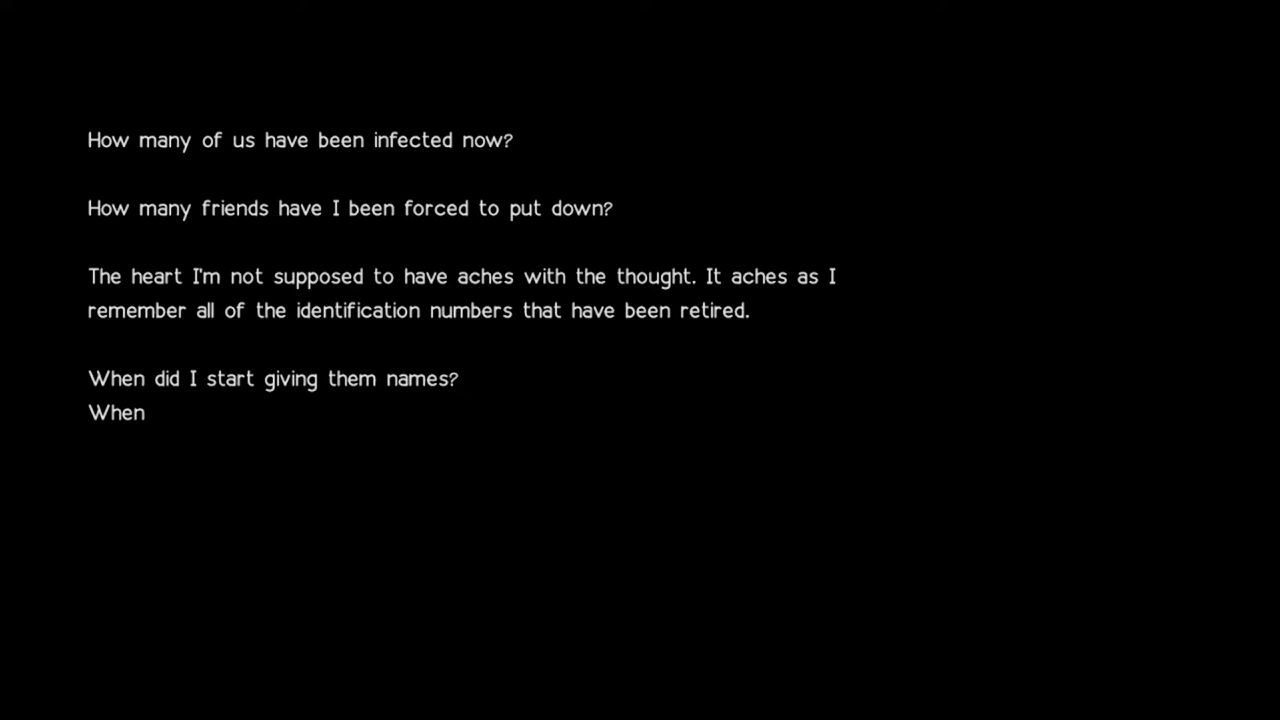 How many of us have been infected now?
How many friends have I been forced to put down?
The heart I'm not supposed to have aches with the thought. It aches as I
remember all of the identification numbers that have been retired.
When did I start giving them names?
When